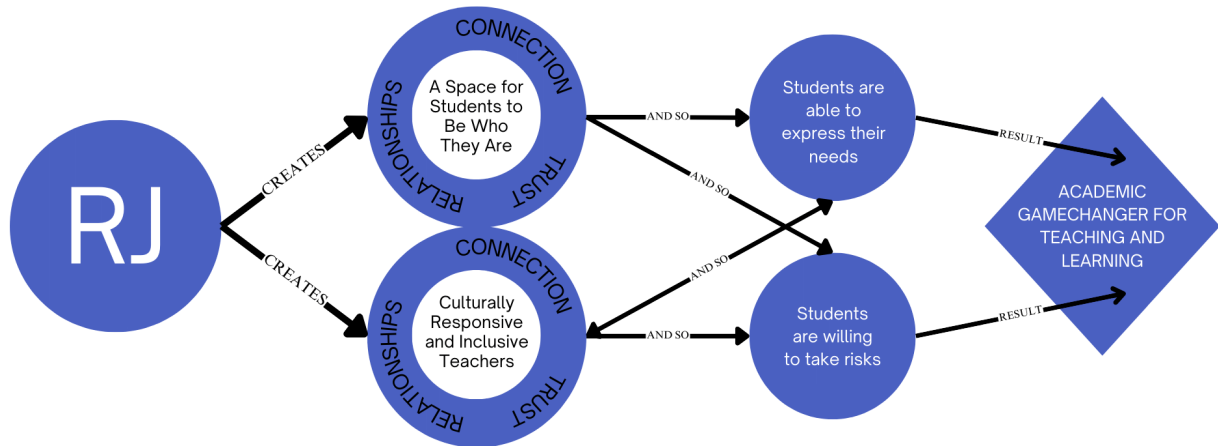 RJ
CREATES
CREATES
CONNECTION
RELATIONSHIPS
TRUST
A Space for
Students to
Be Who
They Are
CONNECTION
RELATIONSHIPS
TRUST
Culturally
Responsive
and Inclusive
Teachers
AND SO
AND SO
AND SO
AND SO
Students are
able to
express their
needs
Students
are willing
to take risks
RESULT
RESULT
ACADEMIC
GAMECHANGER FOR
TEACHING AND
LEARNING